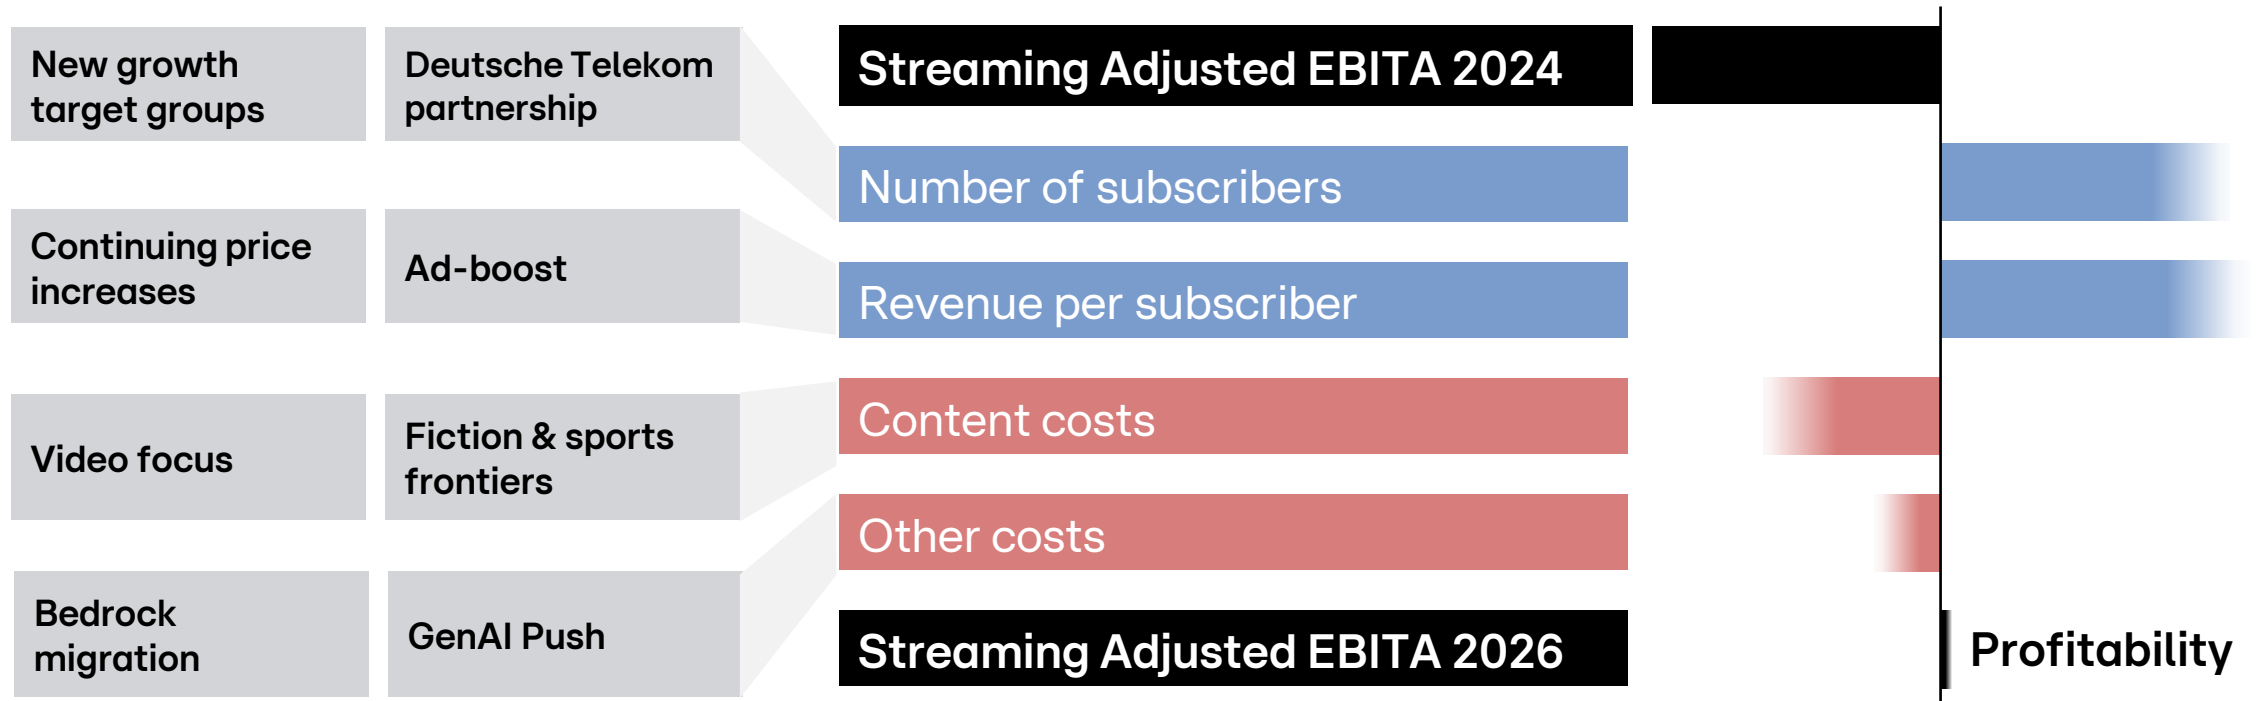 New growth
target groups
Deutsche Telekom
partnership
Streaming Adjusted EBITA 2024
Number of subscribers
Continuing price
increases
Ad-boost
Revenue per subscriber
Video focus
Fiction & sports
frontiers
Content costs
Other costs
Bedrock
migration
GenAI Push
Streaming Adjusted EBITA 2026
Profitability